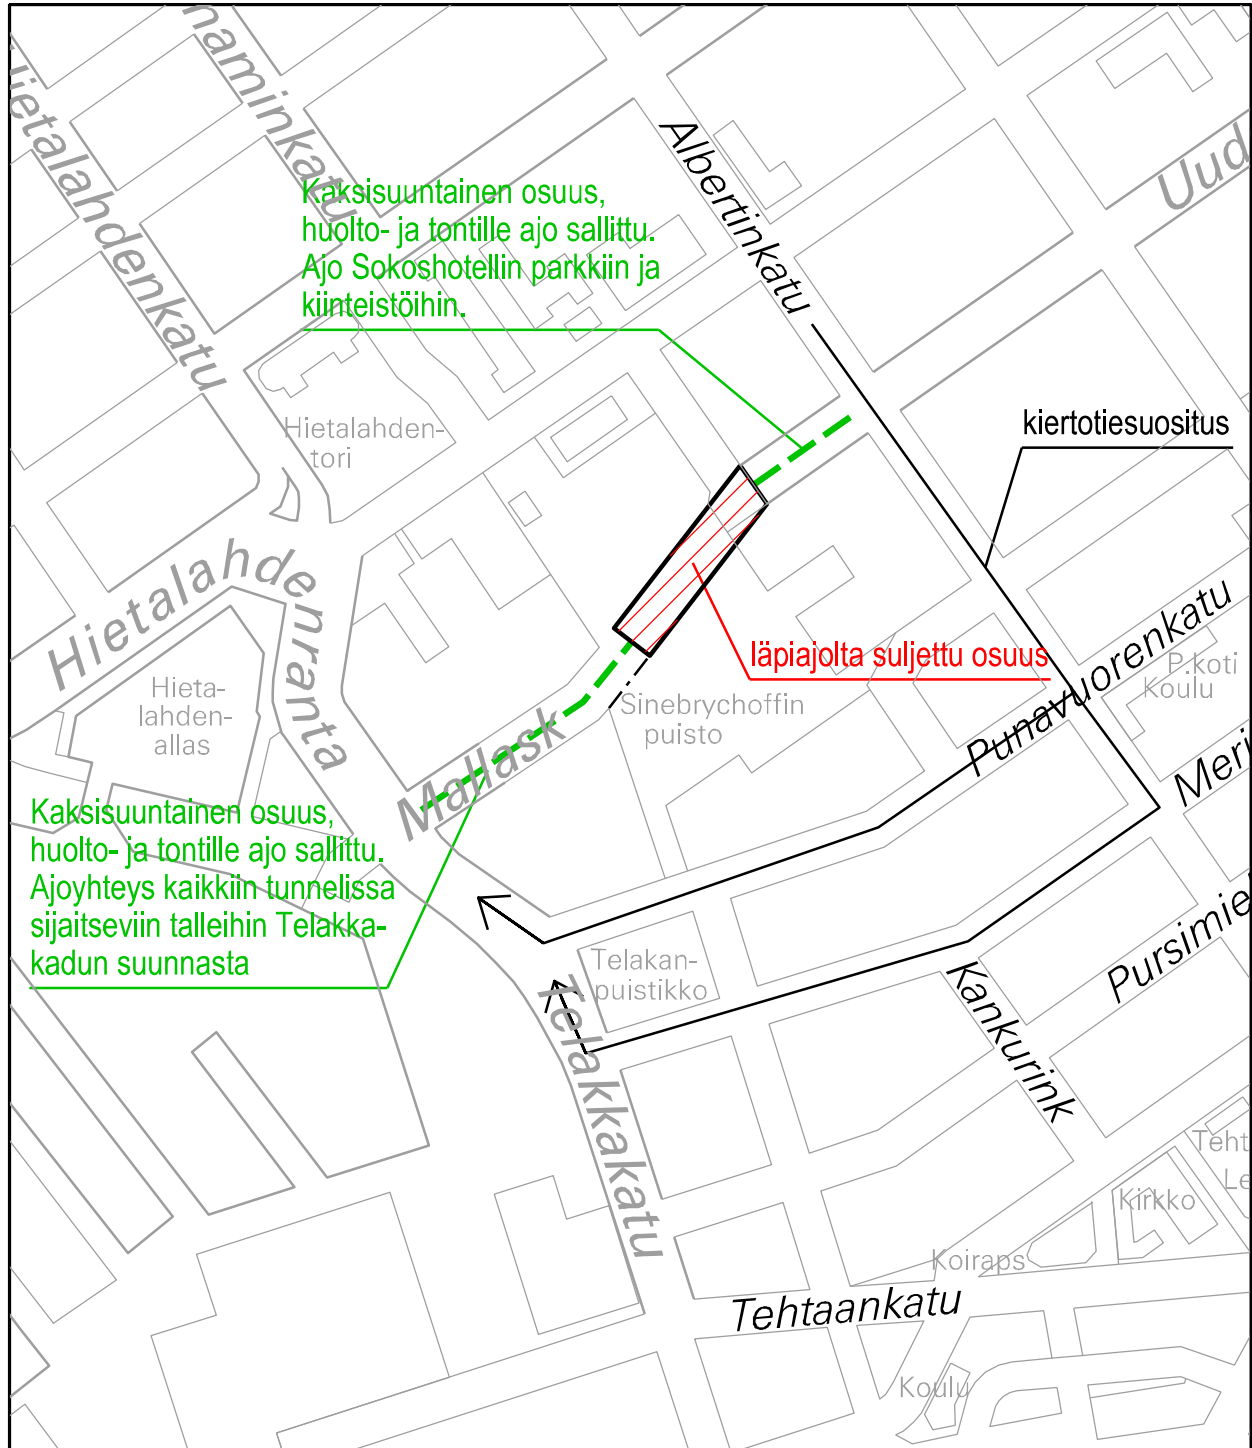 Hietalahdenkatu
naminkatu
Albertinkatu
Uud
Kaksisuuntainen osuus,
huolto- ja tontille ajo sallittu.
Ajo Sokoshotellin parkkiin ja
kiinteistöihin.
Hietalahden-
tori
kiertotiesuositus
Hietalahdenranta
Hieta-
lahden-
allas
läpiajolta suljettu osuus
Sinebrychoffin
puisto
Punavuorenkatu
P.koti
Koulu
Mallask
Meri
Kaksisuuntainen osuus,
huolto- ja tontille ajo sallittu.
Ajoyhteys kaikkiin tunnelissa
sijaitseviin talleihin Telakka-
kadun suunnasta
Telakan-
puistikko
Pursimie
Kankurink
Telakkakatu
Teht
Le
Kirkko
Koiraps
Tehtaankatu
Koulu